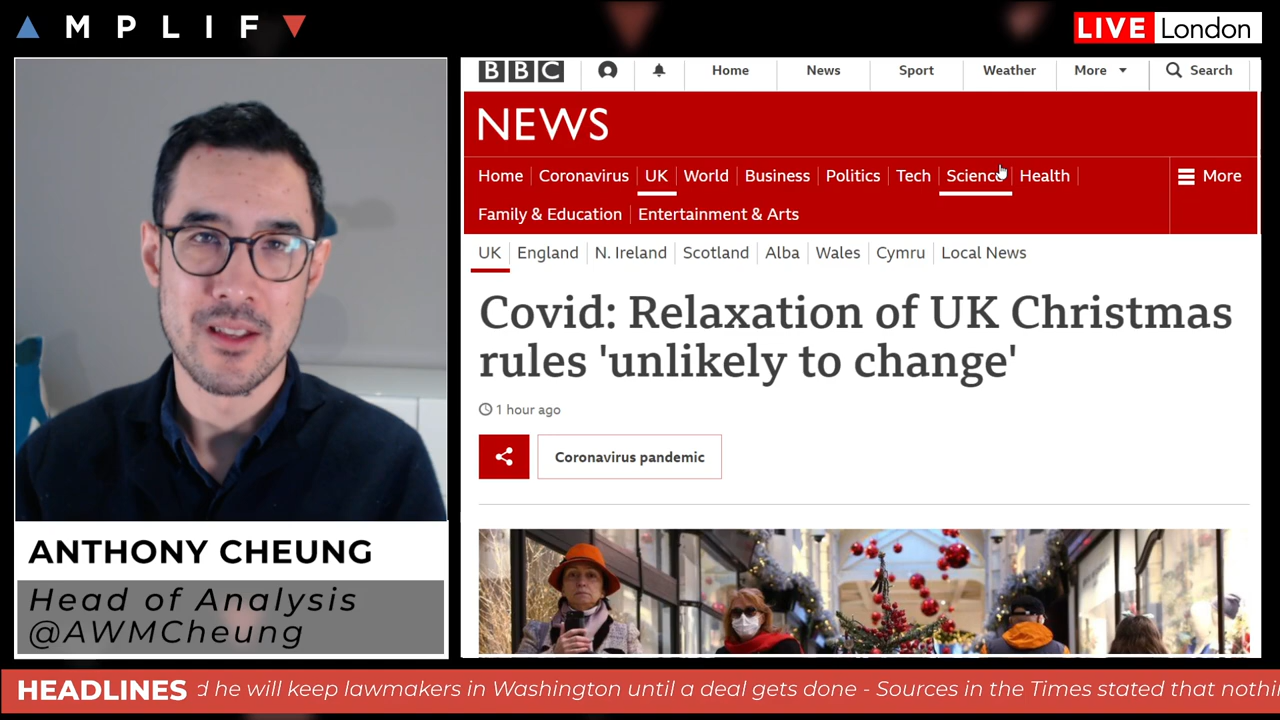 MPLIF
LIVE London
BBC
Home
News
Sport
Weather
More
Search
NEWS
Home
Coronavirus
UK
World
Business
Politics
Tech
Science
Health
More
Family & Education
Entertainment & Arts
UK
England
N. Ireland
Scotland
Alba
Wales
Cymru
Local News
Covid: Relaxation of UK Christmas
rules 'unlikely to change'
1 hour ago
Coronavirus pandemic
ANTHONY CHEUNG
Head of Analysis
@AWMCheung
HEADLINES
d he will keep lawmakers in Washington until a deal gets done - Sources in the Times stated that nothi